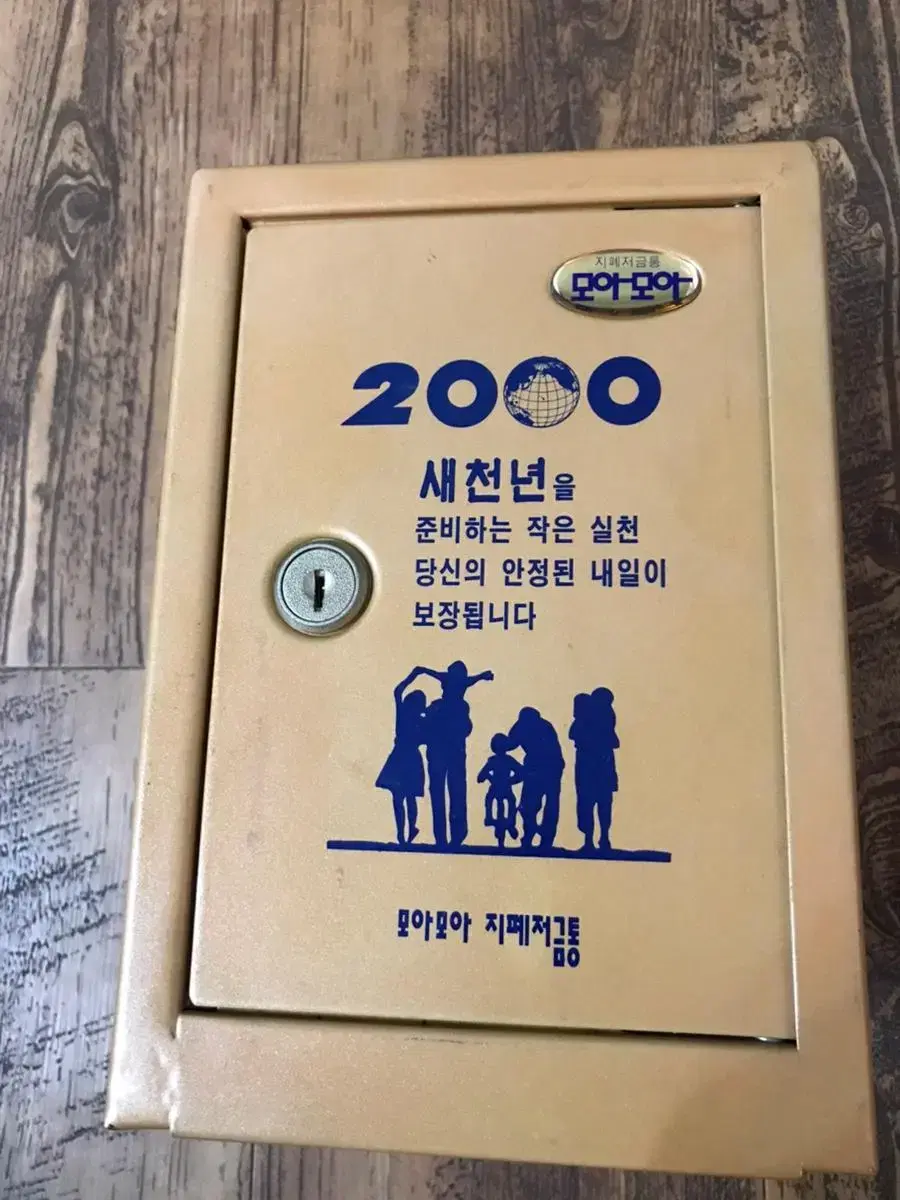 지폐저금통
모아모아
2000
새천년을
준비하는 작은 실천
당신의 안정된 내일이
보장됩니다
모아모아 지폐저금통